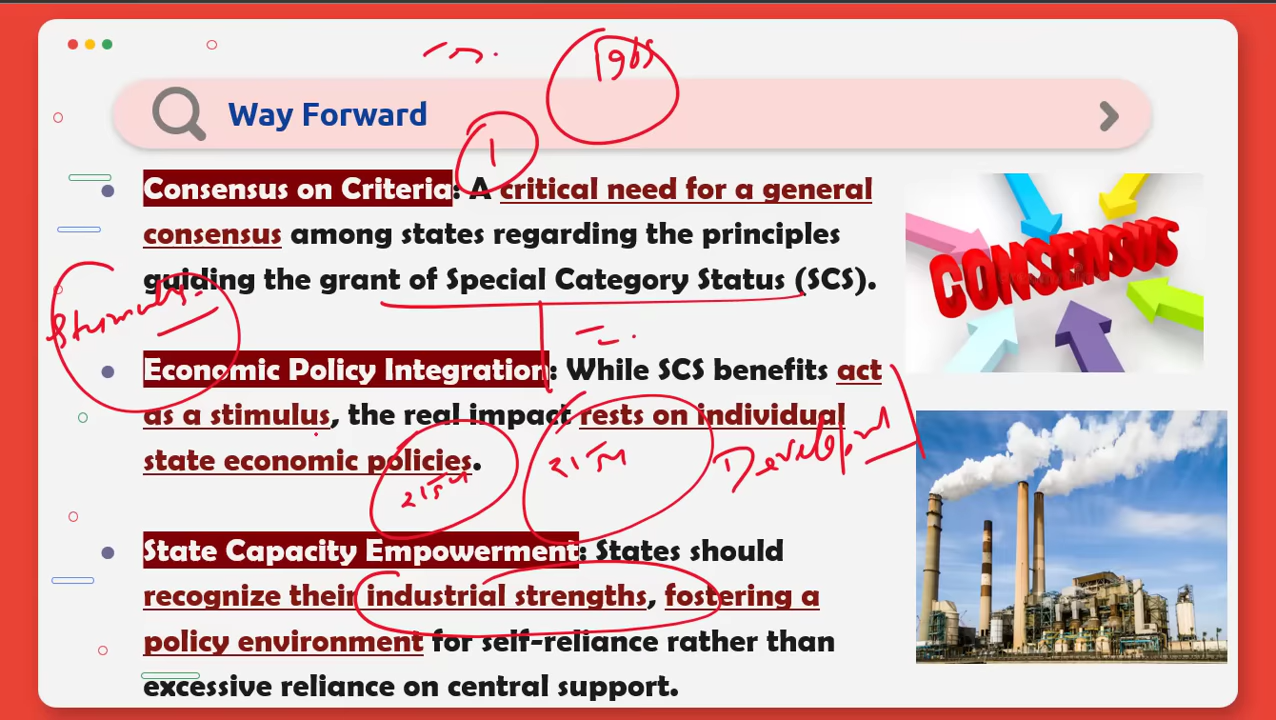 Way Forward
1
Consensus on Criteria: A critical need for a general
consensus among states regarding the principles
guiding the grant of Special Category Status (SCS).
CONSENSUS
Stimulus
Economic Policy Integration: While SCS benefits act
as a stimulus, the real impact rests on individual
state economic policies.
State Capacity Empowerment: States should
recognize their industrial strengths, fostering a
policy environment for self-reliance rather than
excessive reliance on central support.